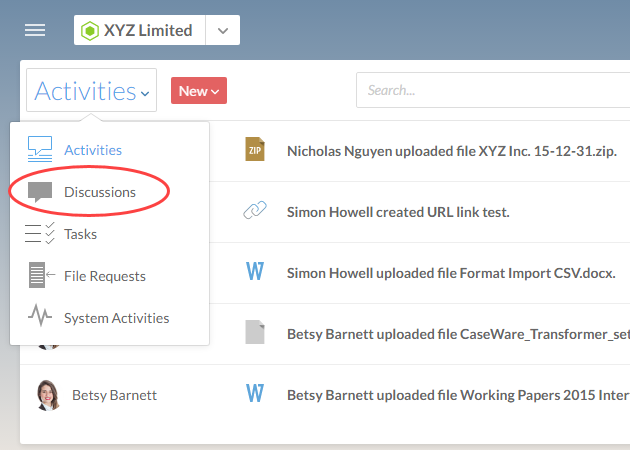 XYZ Limited
Activities
New
Search...
Activities
Discussions
Tasks
File Requests
System Activities
ZIP
Nicholas Nguyen uploaded file XYZ Inc. 15-12-31.zip.
Simon Howell created URL link test.
W
Simon Howell uploaded file Format Import CSV.docx.
Betsy Barnett uploaded file CaseWare_Transformer_set
Betsy Barnett
W
Betsy Barnett uploaded file Working Papers 2015 Inter